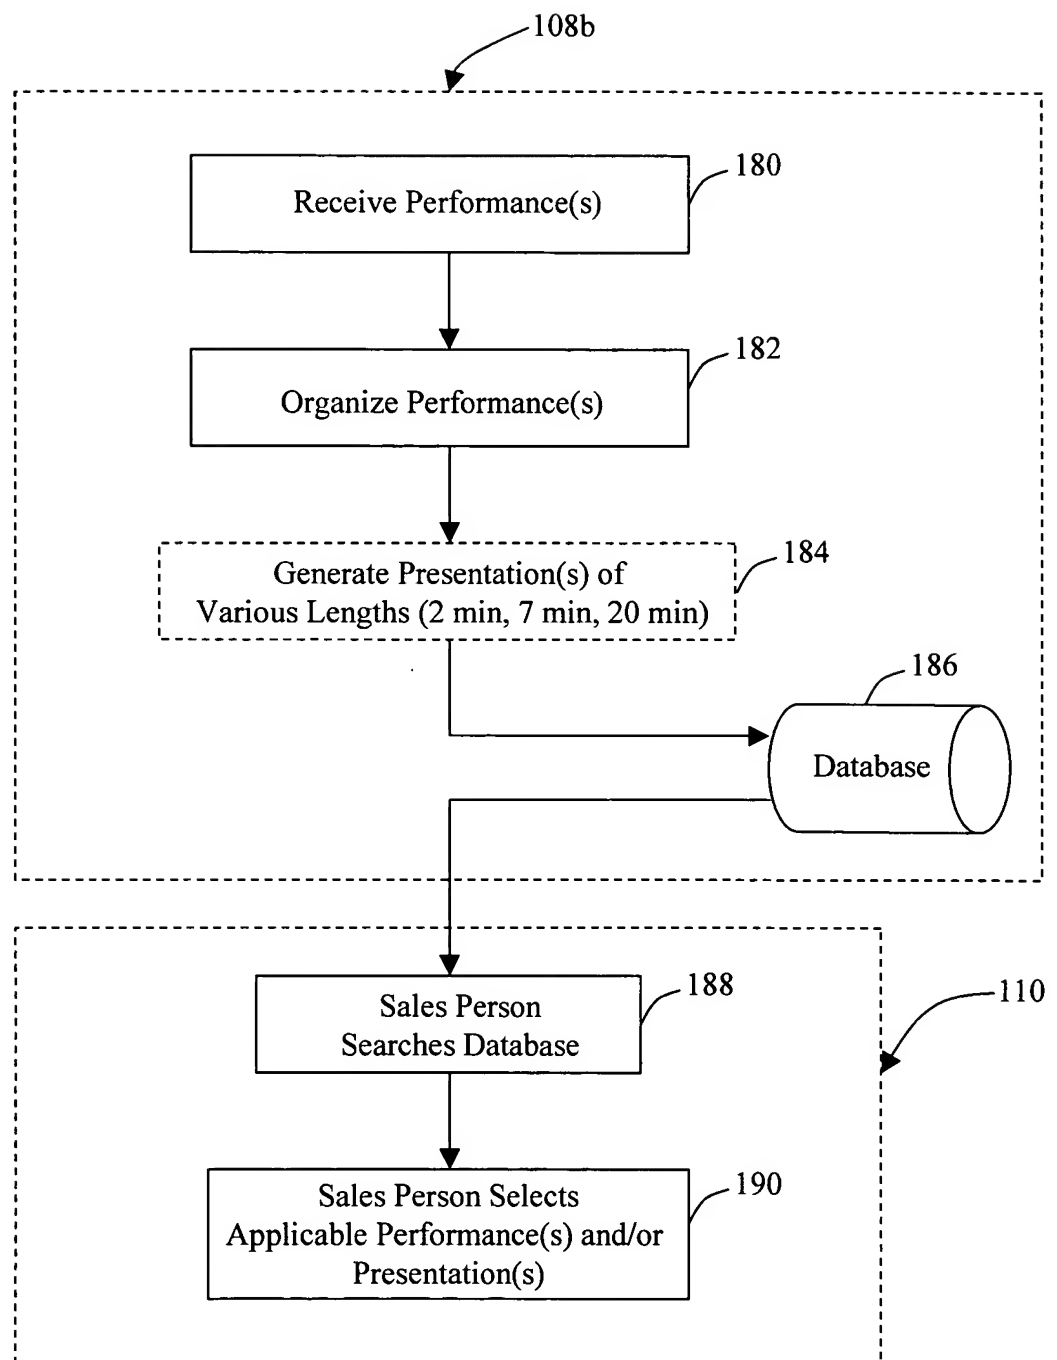 108b
180
Receive Performance(s)
182
Organize Performance(s)
184
Generate Presentation(s) of
Various Lengths (2 min, 7 min, 20 min)
186
Database
188
Sales Person
Searches Database
110
190
Sales Person Selects
Applicable Performance(s) and/or
Presentation(s)